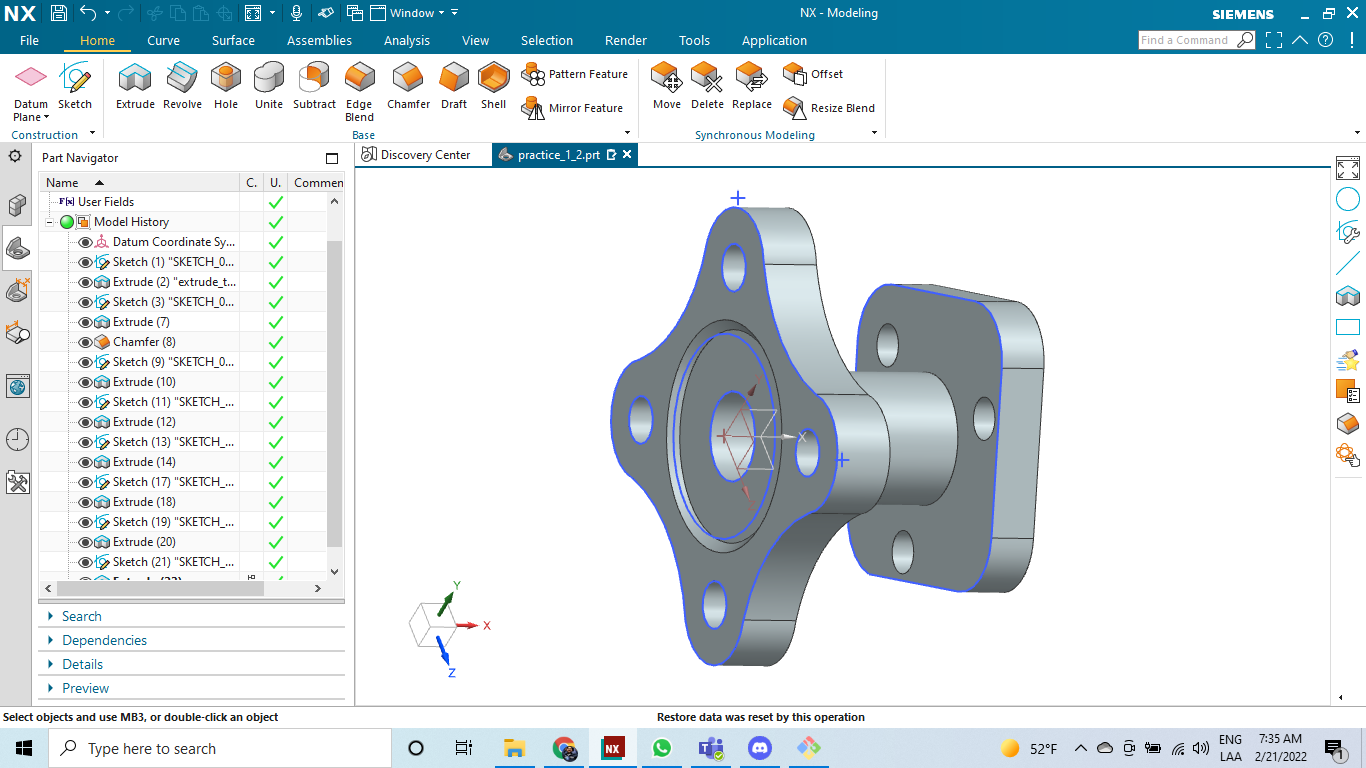 NX
Window
NX - Modeling
SIEMENS
File
Home
Curve
Surface
Assemblies
Analysis
View
Selection
Render
Tools
Application
Find a Command
Datum Plane
Sketch
Extrude
Revolve
Hole
Unite
Subtract
Edge Blend
Chamfer
Draft
Shell
Pattern Feature
Mirror Feature
Move
Delete
Replace
Offset
Resize Blend
Construction
Base
Synchronous Modeling
Part Navigator
Discovery Center
practice_1_2.prt
Name C. U. Commen
User Fields
Model History
Datum Coordinate Sy...
Sketch (1) "SKETCH_0...
Extrude (2) "extrude_t...
Sketch (3) "SKETCH_0...
Extrude (7)
Chamfer (8)
Sketch (9) "SKETCH_0...
Extrude (10)
Sketch (11) "SKETCH_...
Extrude (12)
Sketch (13) "SKETCH_...
Extrude (14)
Sketch (17) "SKETCH_...
Extrude (18)
Sketch (19) "SKETCH_...
Extrude (20)
Sketch (21) "SKETCH_...
Search
Dependencies
Details
Preview
X
Y
X
Z
Select objects and use MB3, or double-click an object
Restore data was reset by this operation
Type here to search
NX
52°F
ENG
LAA
7:35 AM
2/21/2022
1